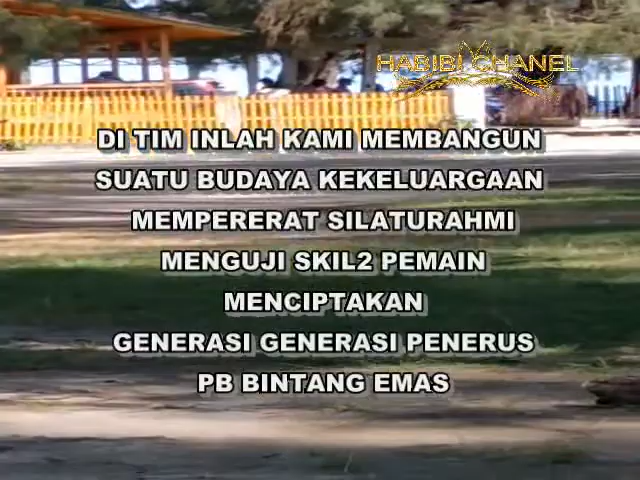 HABIBI CHANEL
DI TIM INLAH KAMI MEMBANGUN
SUATU BUDAYA KEKELUARGAAN
MEMPERERAT SILATURAHMI
MENGUJI SKIL2 PEMAIN
MENCIPTAKAN
GENERASI GENERASI PENERUS
PB BINTANG EMAS